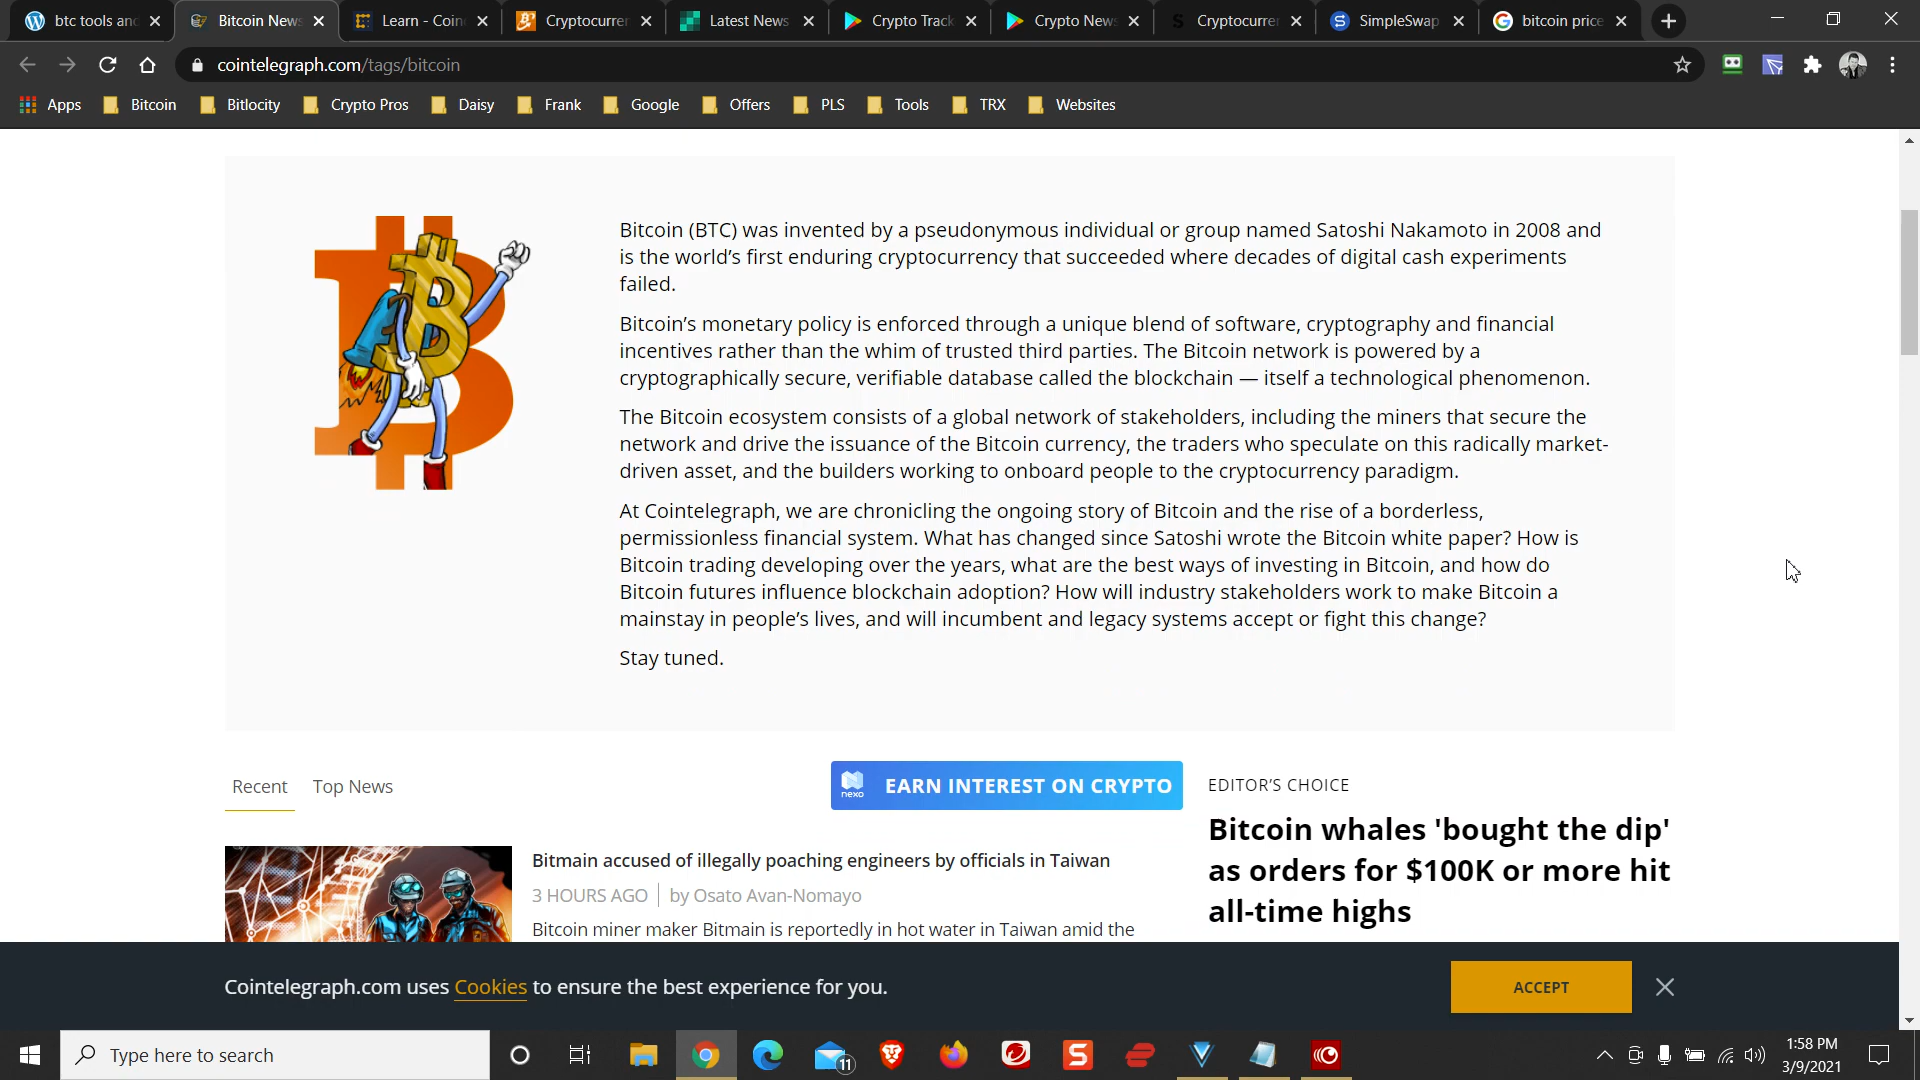 btc tools and
Bitcoin News
Learn - Coin
Cryptocurren
Latest News
Crypto Track
Crypto News
Cryptocurre
SimpleSwap
bitcoin price
cointelegraph.com/tags/bitcoin
Apps
Bitcoin
Bitlocity
Crypto Pros
Daisy
Frank
Google
Offers
PLS
Tools
TRX
Websites
Bitcoin (BTC) was invented by a pseudonymous individual or group named Satoshi Nakamoto in 2008 and
is the world's first enduring cryptocurrency that succeeded where decades of digital cash experiments
failed.
Bitcoin's monetary policy is enforced through a unique blend of software, cryptography and financial
incentives rather than the whim of trusted third parties. The Bitcoin network is powered by a
cryptographically secure, verifiable database called the blockchain — itself a technological phenomenon.
The Bitcoin ecosystem consists of a global network of stakeholders, including the miners that secure the
network and drive the issuance of the Bitcoin currency, the traders who speculate on this radically market-
driven asset, and the builders working to onboard people to the cryptocurrency paradigm.
At Cointelegraph, we are chronicling the ongoing story of Bitcoin and the rise of a borderless,
permissionless financial system. What has changed since Satoshi wrote the Bitcoin white paper? How is
Bitcoin trading developing over the years, what are the best ways of investing in Bitcoin, and how do
Bitcoin futures influence blockchain adoption? How will industry stakeholders work to make Bitcoin a
mainstay in people's lives, and will incumbent and legacy systems accept or fight this change?
Stay tuned.
Recent
Top News
nexo
EARN INTEREST ON CRYPTO
EDITOR'S CHOICE
Bitcoin whales 'bought the dip'
as orders for $100K or more hit
all-time highs
Bitmain accused of illegally poaching engineers by officials in Taiwan
3 HOURS AGO
by Osato Avan-Nomayo
Bitcoin miner maker Bitmain is reportedly in hot water in Taiwan amid the
Cointelegraph.com uses Cookies to ensure the best experience for you.
ACCEPT
Type here to search
11
1:58 PM
3/9/2021